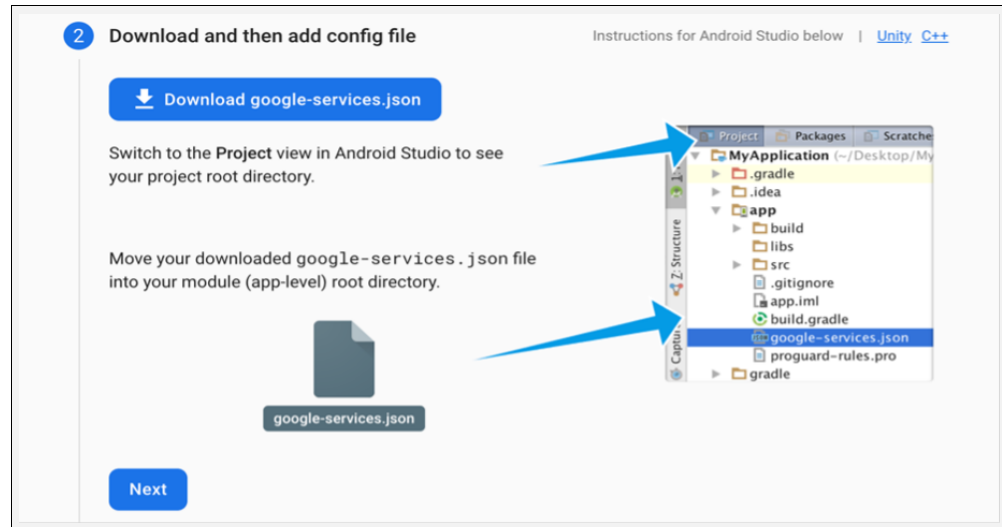 2 Download and then add config file
Instructions for Android Studio below | Unity C++
Download google-services.json
Switch to the Project view in Android Studio to see
your project root directory.
Move your downloaded google-services.json file
into your module (app-level) root directory.
google-services.json
Next
Project Packages Scratche
MyApplication (~/Desktop/My
.gradle
.idea
app
build
libs
src
.gitignore
app.iml
build.gradle
google-services.json
proguard-rules.pro
gradle
Z: Structure
Captur